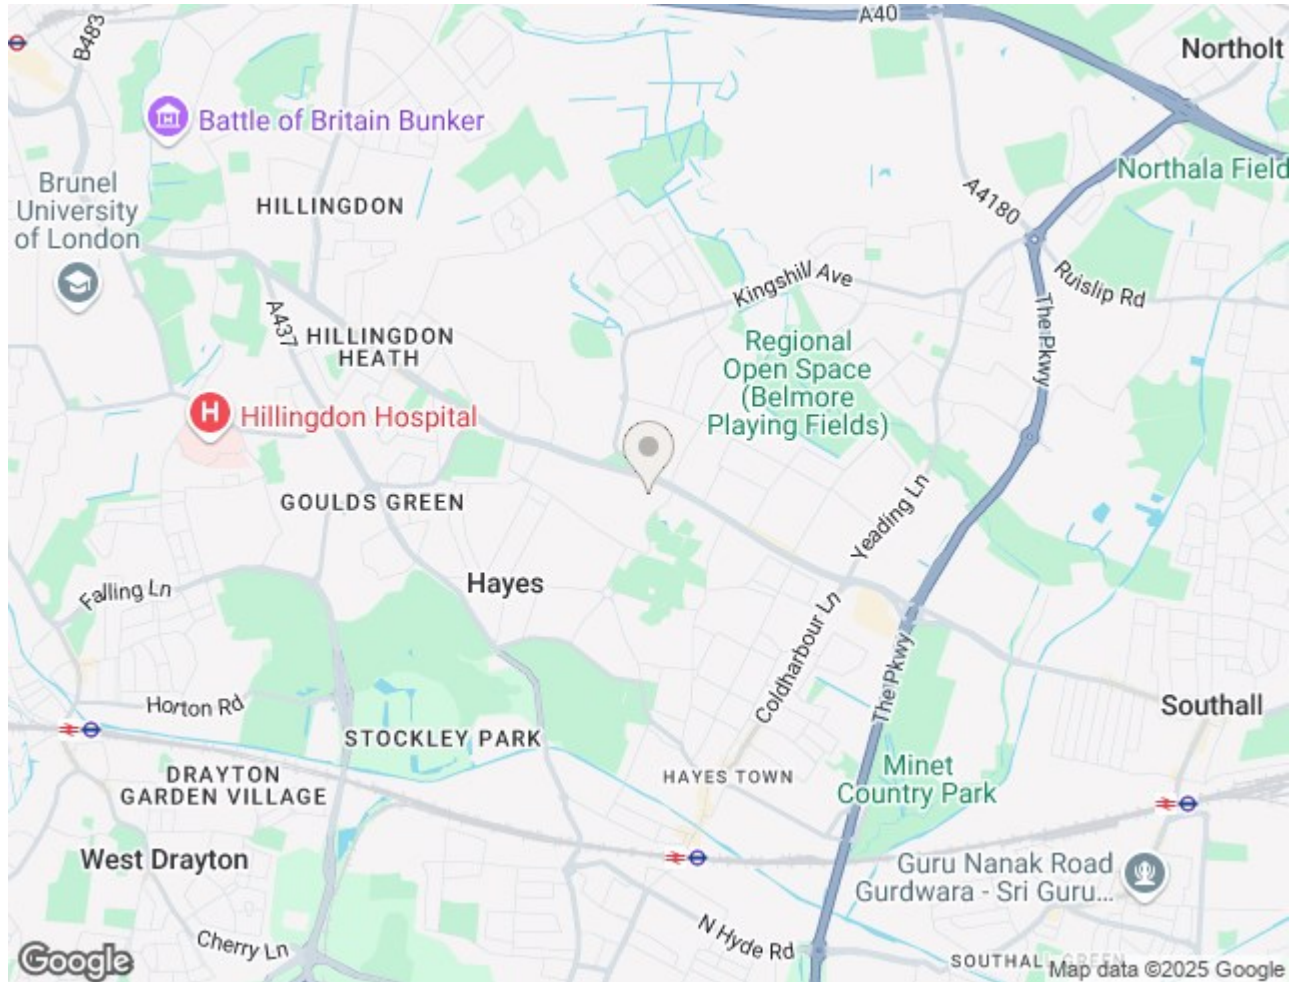 A40
Northolt
B483
Battle of Britain Bunker
Northala Field
Brunel
University
of London
HILLINGDON
A4180
Kingshill Ave
Ruislip Rd
A437
HILLINGDON
HEATH
The Pkwy
Regional
Open Space
(Belmore
Playing Fields)
H
Hillingdon Hospital
GOULDS GREEN
Yeading Ln
Hayes
Falling Ln
Coldharbour Ln
The Pkwy
Horton Rd
Southall
STOCKLEY PARK
HAYES TOWN
Minet
Country Park
DRAYTON
GARDEN VILLAGE
West Drayton
Guru Nanak Road
Gurdwara - Sri Guru...
Cherry Ln
N Hyde Rd
SOUTHALL GREEN
Google
Map data ©2025 Google